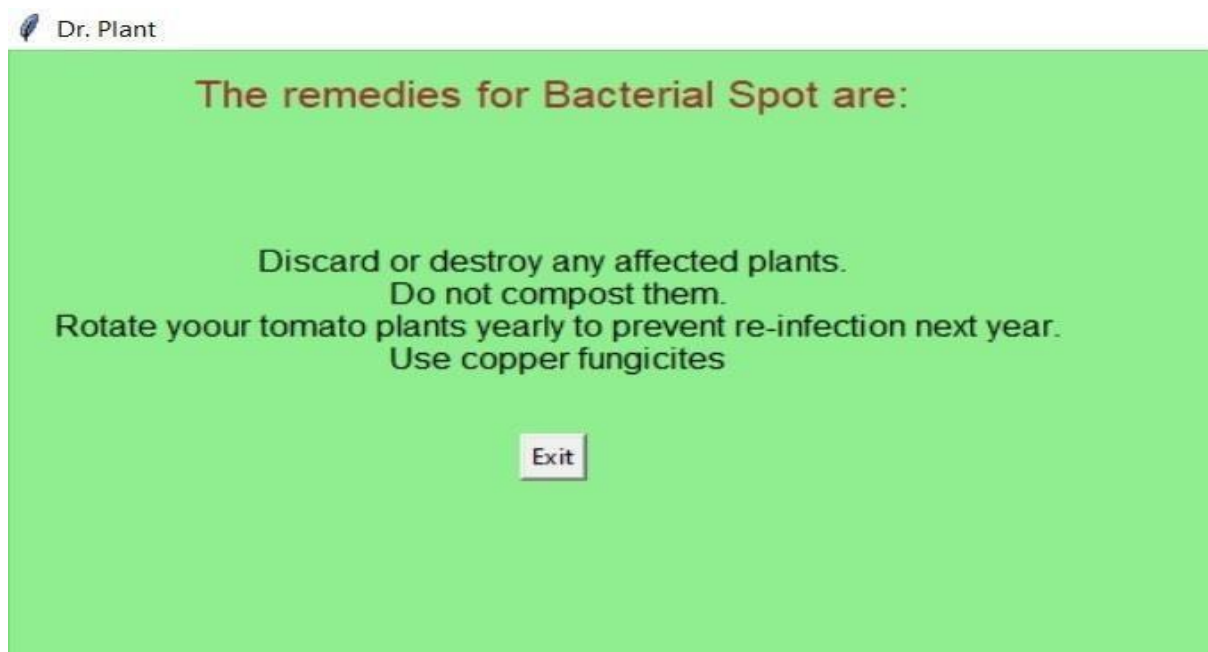 Dr. Plant
The remedies for Bacterial Spot are:
Discard or destroy any affected plants.
Do not compost them.
Rotate yoour tomato plants yearly to prevent re-infection next year.
Use copper fungicites
Exit